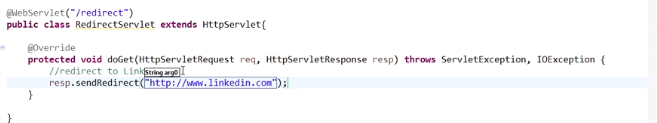 @WebServlet("/redirect")
public class RedirectServlet extends HttpServlet{
@Override
protected void doGet(HttpServletRequest req, HttpServletResponse resp) throws ServletException, IOException {
//redirect to Link
String arg0
resp.sendRedirect("http://www.linkedin.com");
}
}